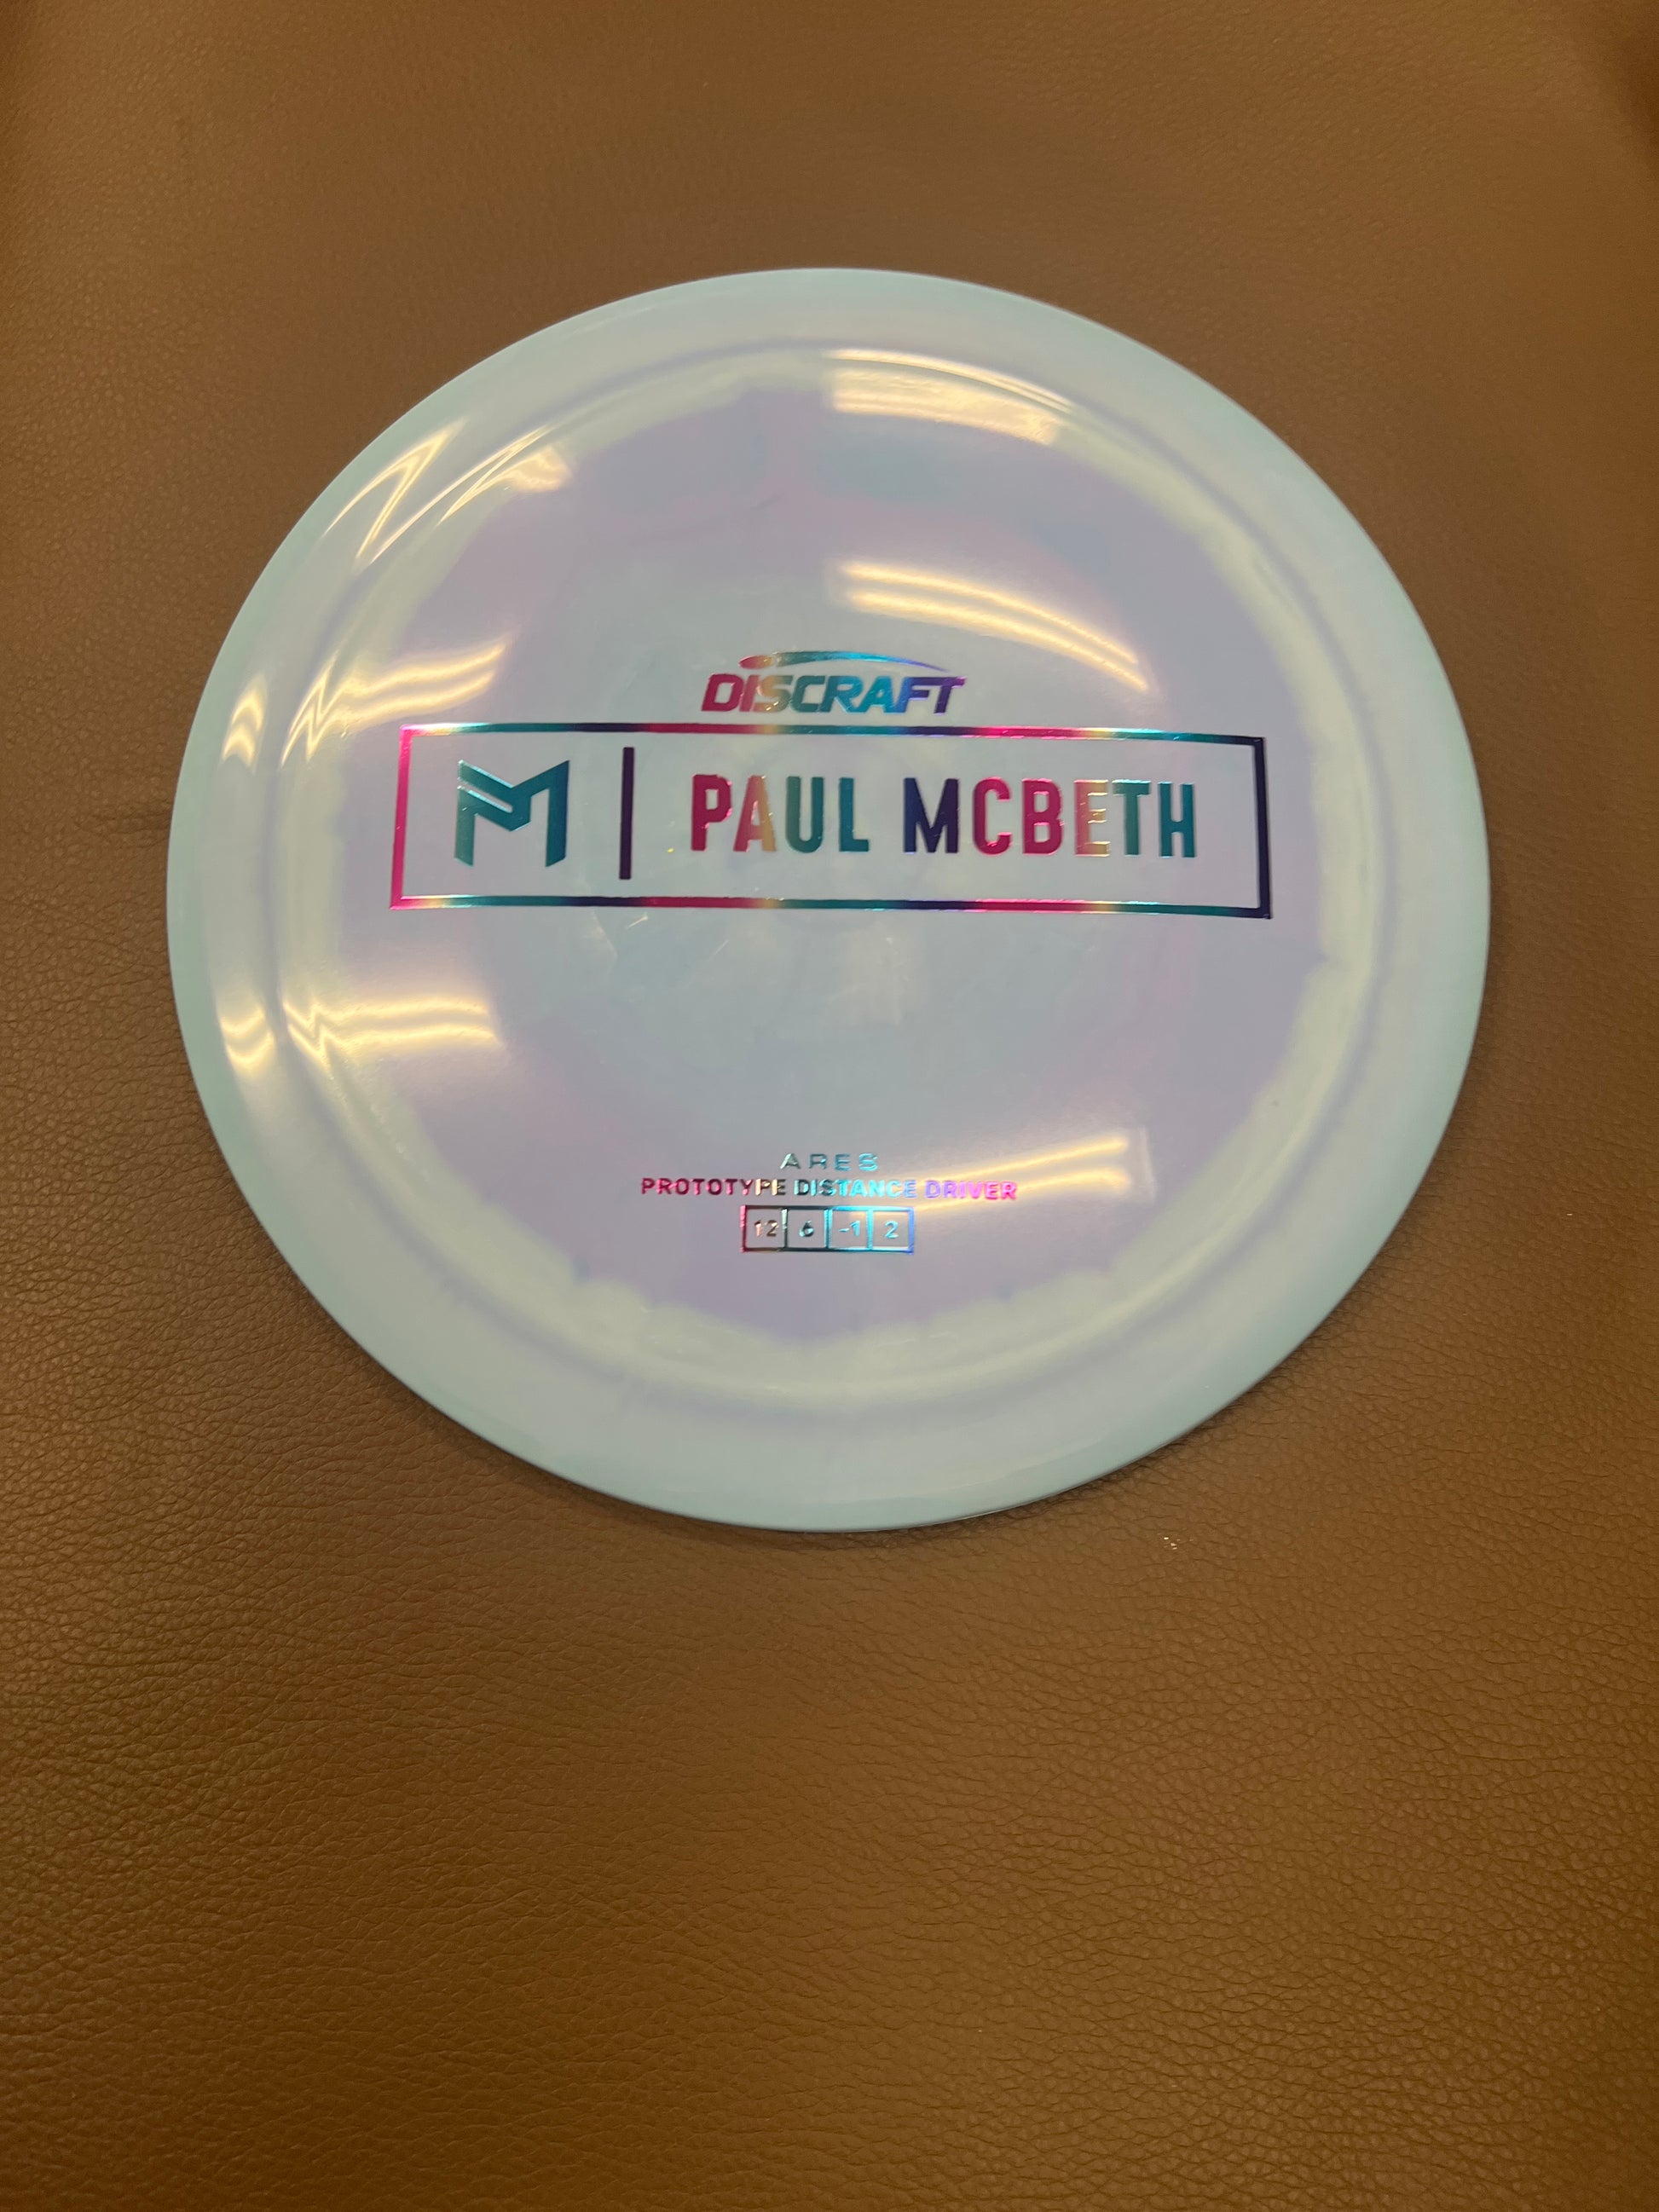 DISCRAFT
M | PAUL MCBETH
ARES
PROTOTYPE DISTANCE DRIVER
12 6 -1 2